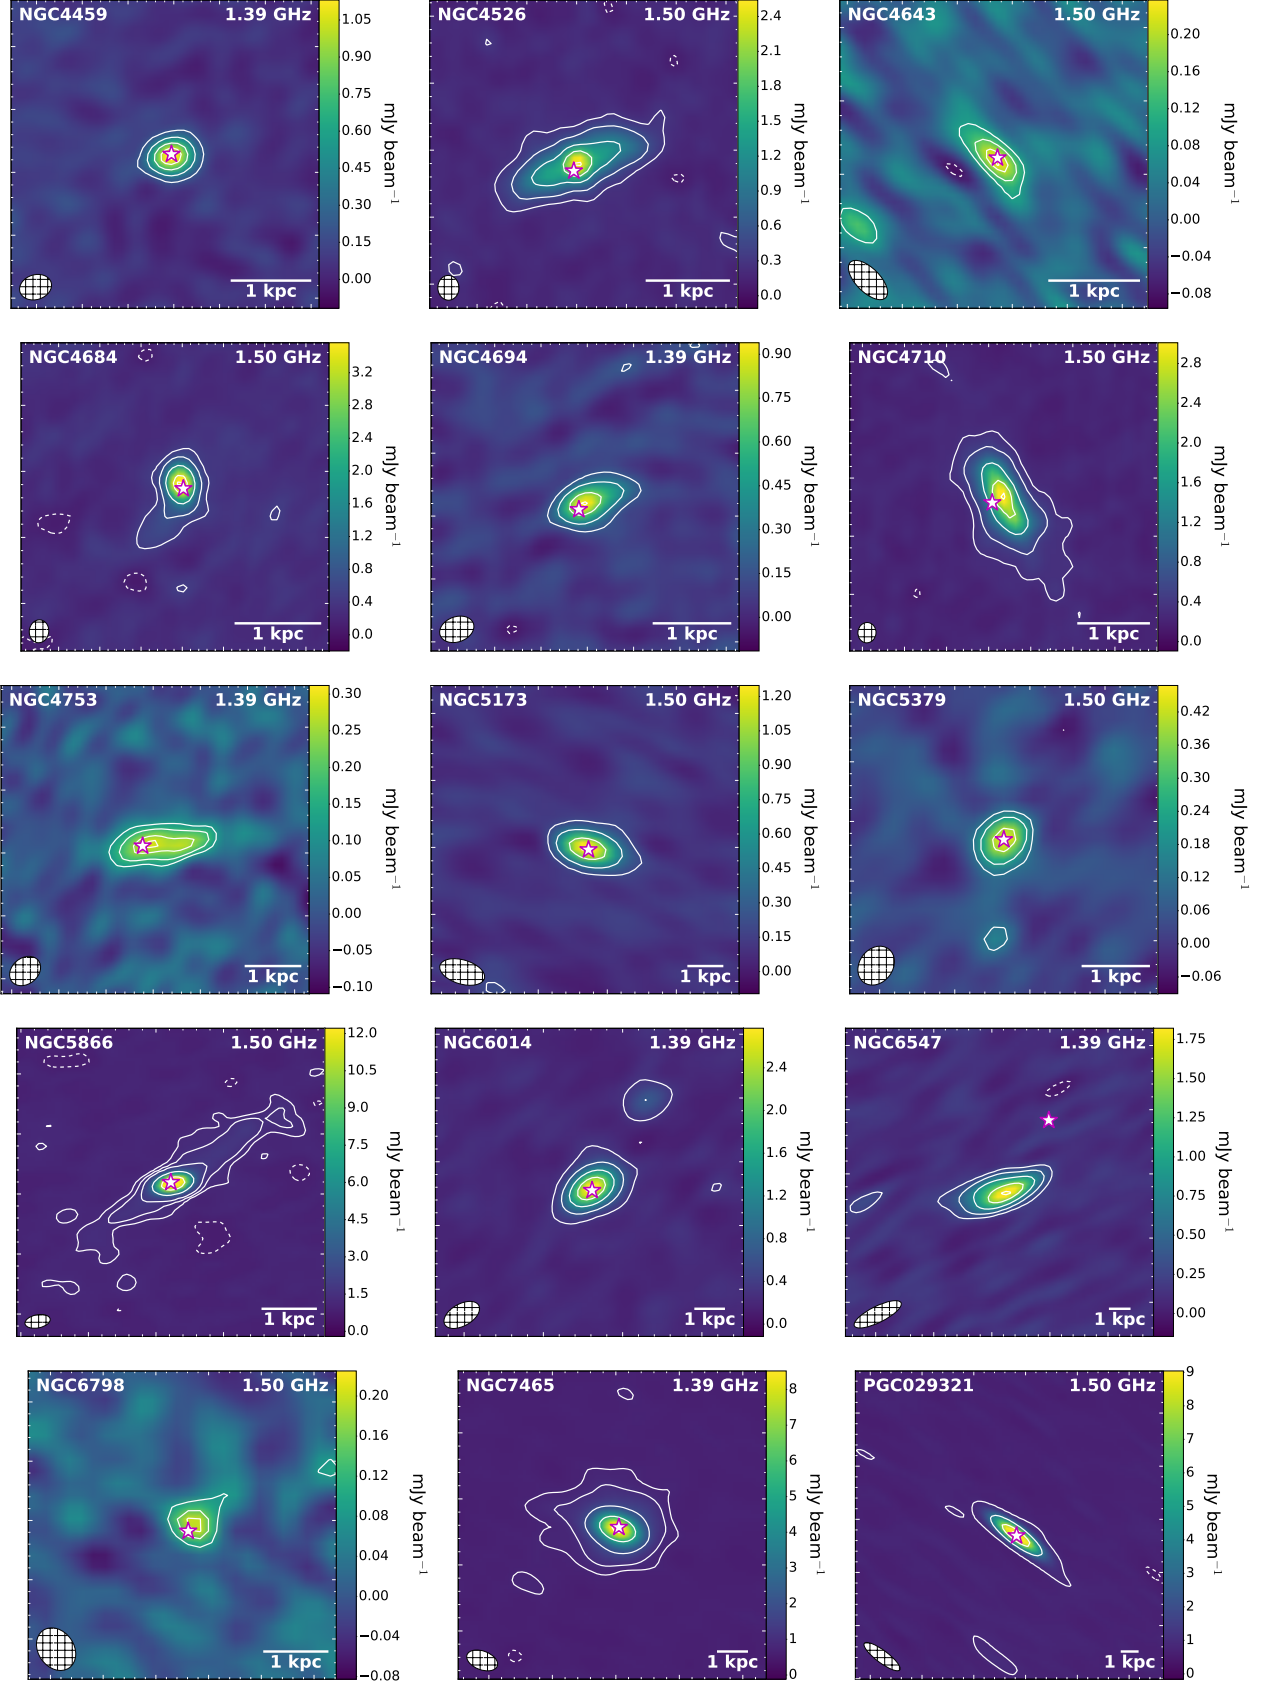 NGC4459 1.39 GHz
1 kpc
1.05
0.90
0.75
0.60
0.45
0.30
0.15
0.00
mJy beam−1
NGC4526 1.50 GHz
1 kpc
2.4
2.1
1.8
1.5
1.2
0.9
0.6
0.3
0.0
mJy beam−1
NGC4643 1.50 GHz
1 kpc
0.20
0.16
0.12
0.08
0.04
0.00
−0.04
−0.08
mJy beam−1
NGC4684 1.50 GHz
1 kpc
3.2
2.8
2.4
2.0
1.6
1.2
0.8
0.4
0.0
mJy beam−1
NGC4694 1.39 GHz
1 kpc
0.90
0.75
0.60
0.45
0.30
0.15
0.00
mJy beam−1
NGC4710 1.50 GHz
1 kpc
2.8
2.4
2.0
1.6
1.2
0.8
0.4
0.0
mJy beam−1
NGC4753 1.39 GHz
1 kpc
0.30
0.25
0.20
0.15
0.10
0.05
0.00
−0.05
−0.10
mJy beam−1
NGC5173 1.50 GHz
1 kpc
1.20
1.05
0.90
0.75
0.60
0.45
0.30
0.15
0.00
mJy beam−1
NGC5379 1.50 GHz
1 kpc
0.42
0.36
0.30
0.24
0.18
0.12
0.06
0.00
−0.06
mJy beam−1
NGC5866 1.50 GHz
1 kpc
12.0
10.5
9.0
7.5
6.0
4.5
3.0
1.5
0.0
mJy beam−1
NGC6014 1.39 GHz
1 kpc
2.4
2.0
1.6
1.2
0.8
0.4
0.0
mJy beam−1
NGC6547 1.39 GHz
1 kpc
1.75
1.50
1.25
1.00
0.75
0.50
0.25
0.00
mJy beam−1
NGC6798 1.50 GHz
1 kpc
0.20
0.16
0.12
0.08
0.04
0.00
−0.04
−0.08
mJy beam−1
NGC7465 1.39 GHz
1 kpc
8
7
6
5
4
3
2
1
0
mJy beam−1
PGC029321 1.50 GHz
1 kpc
9
8
7
6
5
4
3
2
1
0
mJy beam−1